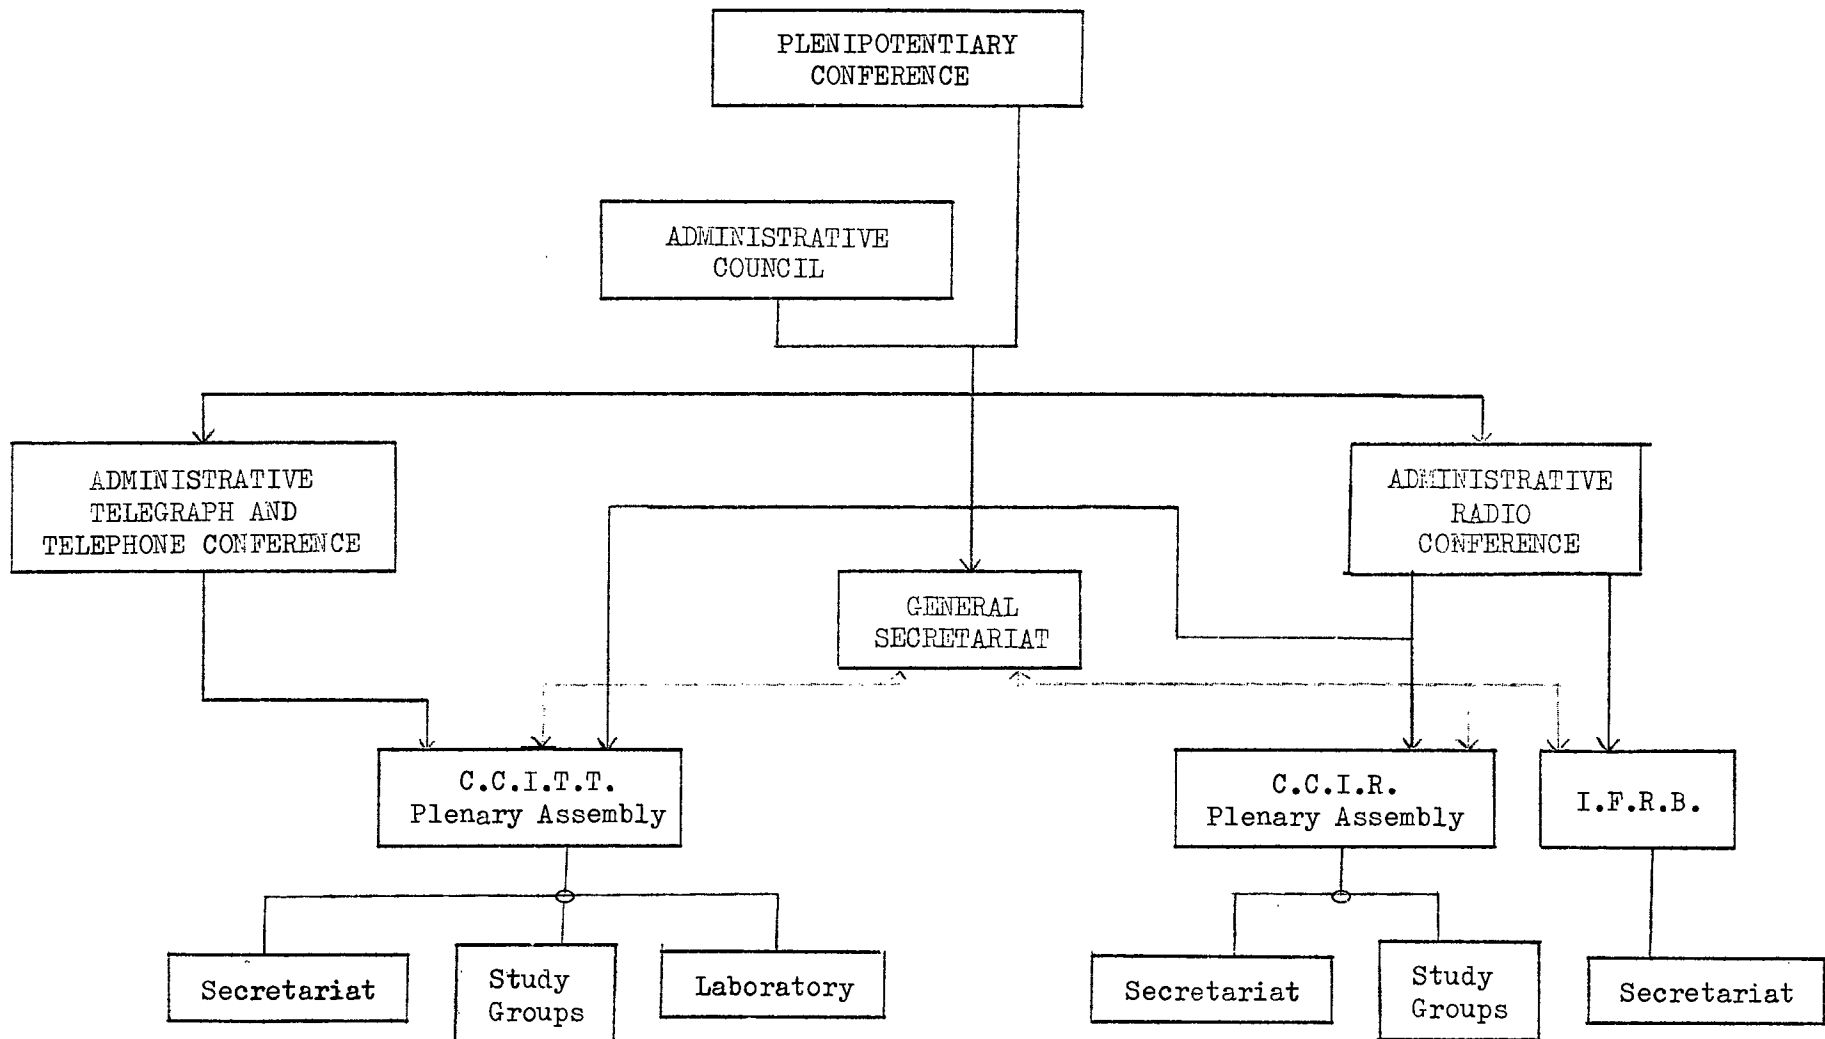 PLENIPOTENTIARY
CONFERENCE
ADMINISTRATIVE
COUNCIL
ADMINISTRATIVE
TELEGRAPH AND
TELEPHONE CONFERENCE
ADMINISTRATIVE
RADIO
CONFERENCE
GENERAL
SECRETARIAT
C.C.I.T.T.
Plenary Assembly
C.C.I.R.
Plenary Assembly
I.F.R.B.
Secretariat
Study
Groups
Laboratory
Secretariat
Study
Groups
Secretariat